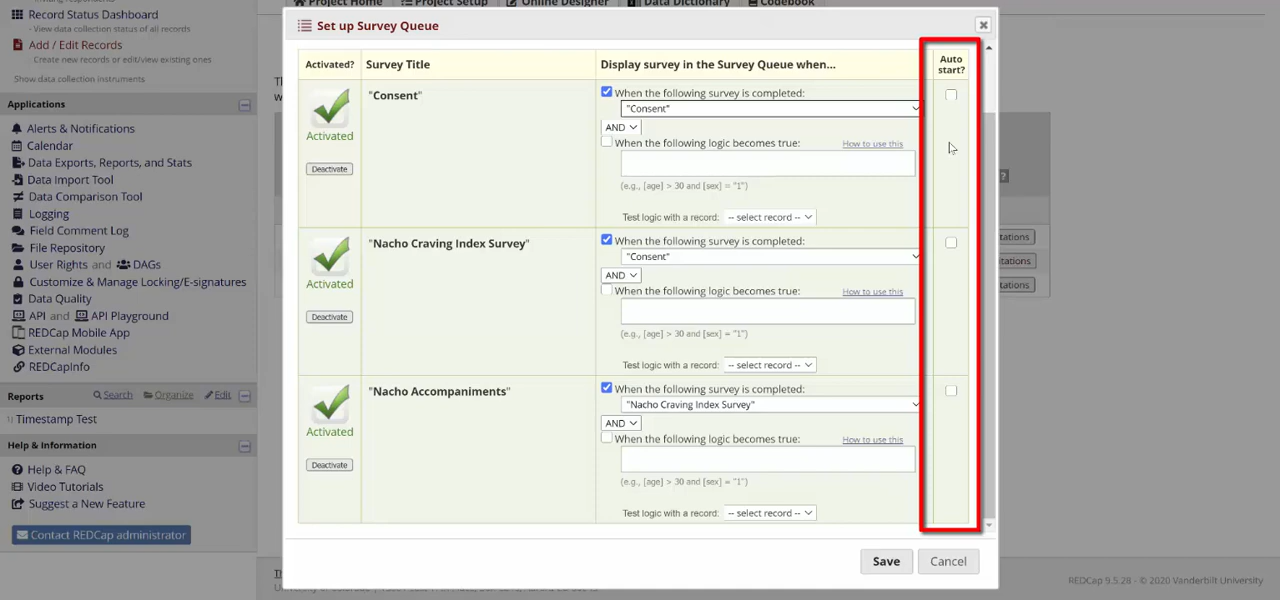 Project Home
Project Setup
Online Designer
Data Dictionary
Codebook
Record Status Dashboard
- View data collection status of all records
Add / Edit Records
- Create new records or edit/view existing ones
Show data collection instruments
Applications
Alerts & Notifications
Calendar
Data Exports, Reports, and Stats
Data Import Tool
Data Comparison Tool
Logging
Field Comment Log
File Repository
User Rights and DAGs
Customize & Manage Locking/E-signatures
Data Quality
API and API Playground
REDCap Mobile App
External Modules
REDCapInfo
Reports
Search
Organize
Edit
1) Timestamp Test
Help & Information
Help & FAQ
Video Tutorials
Suggest a New Feature
Contact REDCap administrator
Set up Survey Queue
Activated?
Survey Title
Display survey in the Survey Queue when...
Auto
start?
Activated
Deactivate
"Consent"
When the following survey is completed:
"Consent"
AND
When the following logic becomes true:
How to use this
(e.g., [age] > 30 and [sex] = "1")
Test logic with a record:
-- select record --
Activated
Deactivate
"Nacho Craving Index Survey"
When the following survey is completed:
"Consent"
AND
When the following logic becomes true:
How to use this
(e.g., [age] > 30 and [sex] = "1")
Test logic with a record:
-- select record --
Activated
Deactivate
"Nacho Accompaniments"
When the following survey is completed:
"Nacho Craving Index Survey"
AND
When the following logic becomes true:
How to use this
(e.g., [age] > 30 and [sex] = "1")
Test logic with a record:
-- select record --
Save
Cancel
REDCap 9.5.28 - © 2020 Vanderbilt University